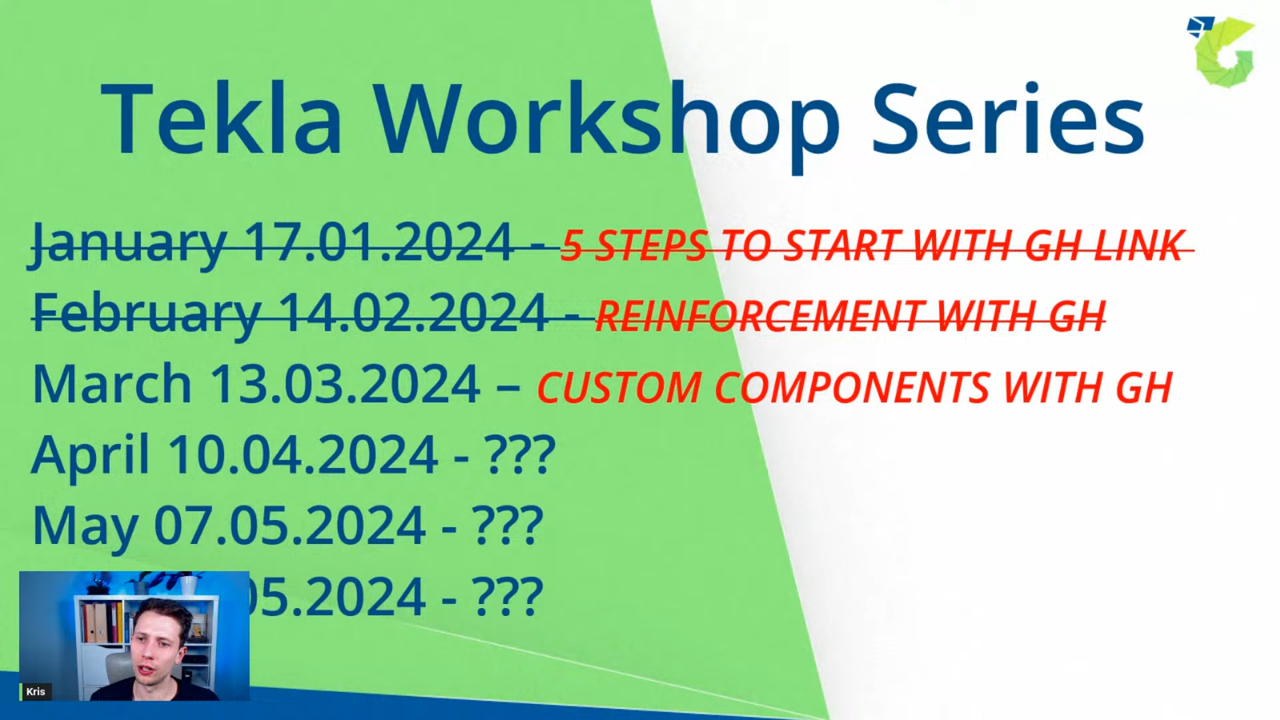 Tekla Workshop Series
January 17.01.2024 - 5 STEPS TO START WITH GH LINK
February 14.02.2024 - REINFORCEMENT WITH GH
March 13.03.2024 – CUSTOM COMPONENTS WITH GH
April 10.04.2024 - ???
May 07.05.2024 - ???
05.2024 - ???
Kris